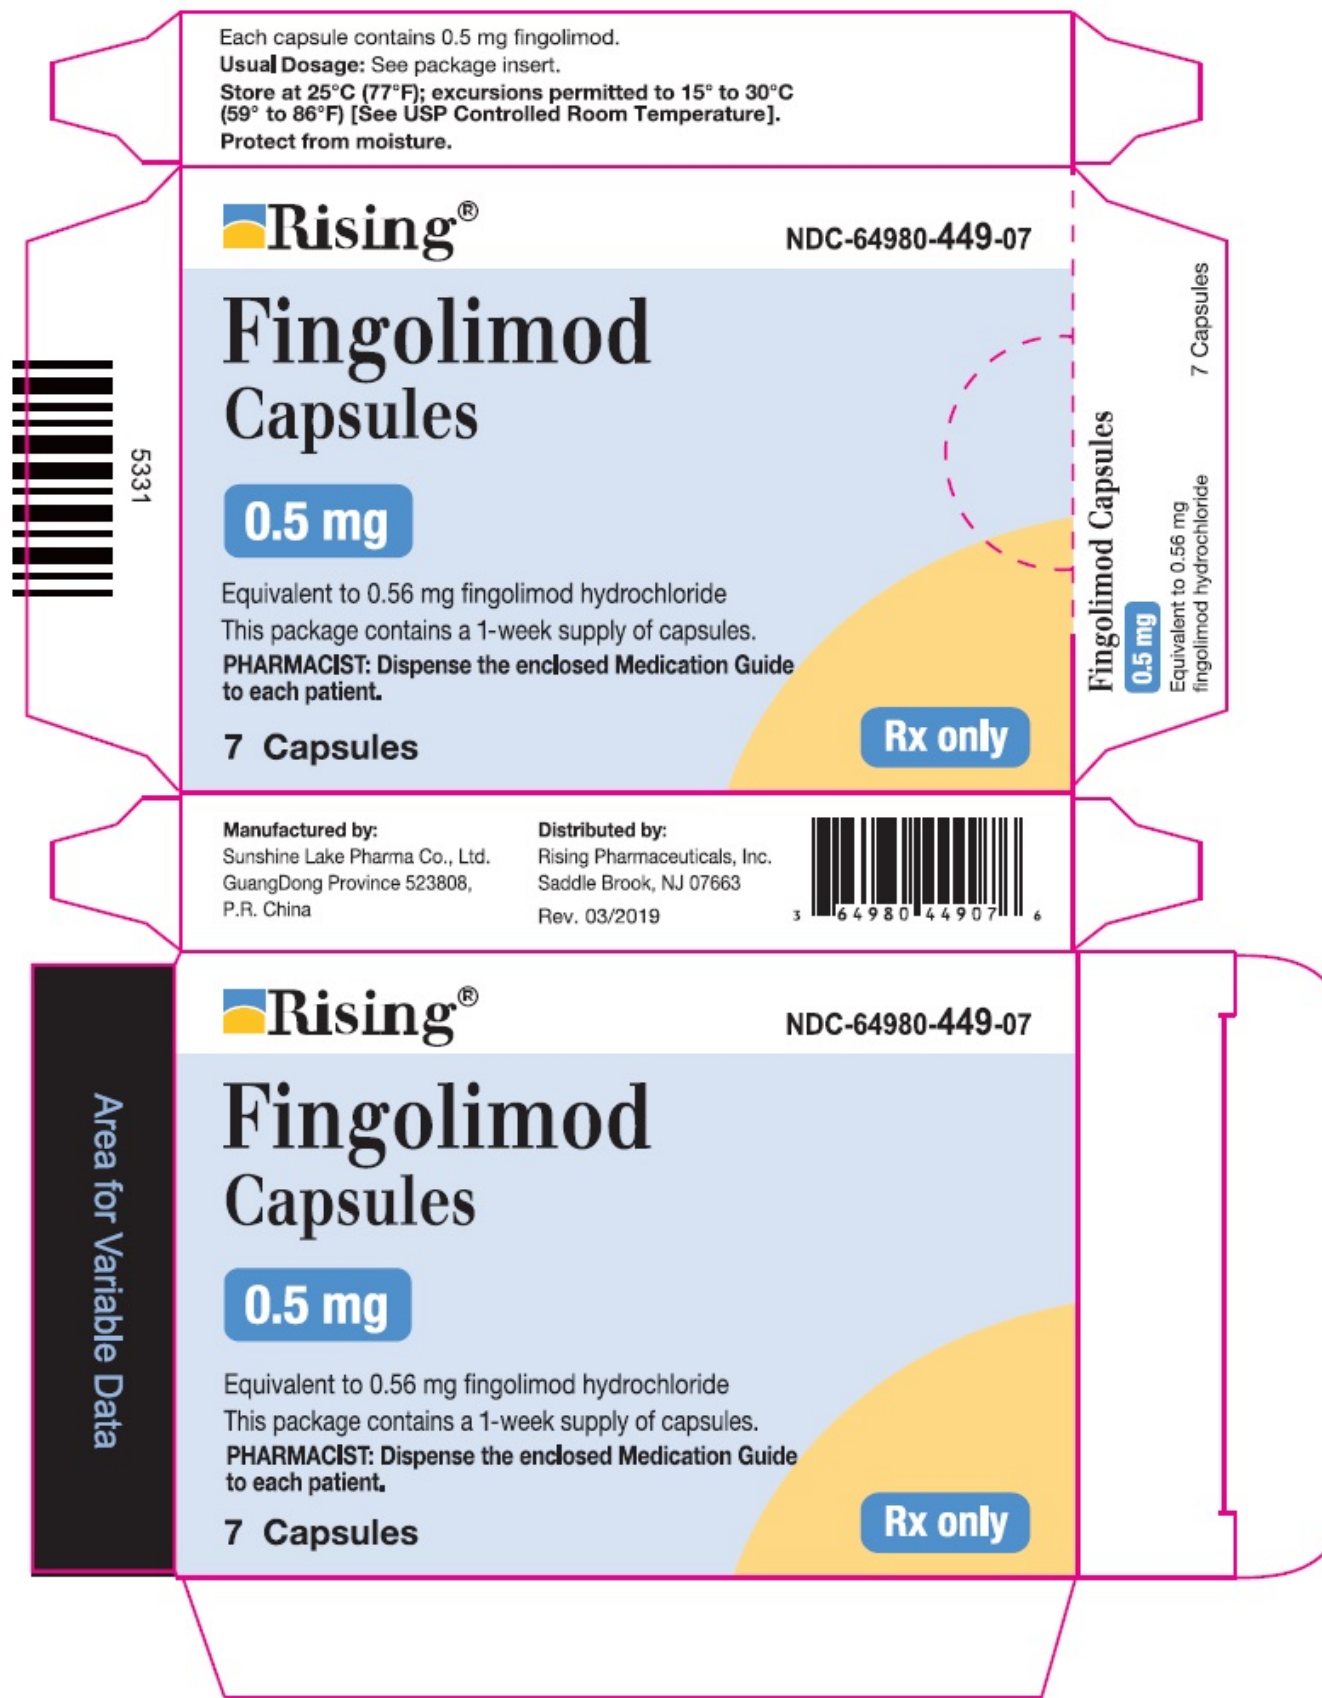 Each capsule contains 0.5 mg fingolimod.
Usual Dosage: See package insert.
Store at 25°C (77°F); excursions permitted to 15° to 30°C
(59° to 86°F) [See USP Controlled Room Temperature].
Protect from moisture.
Rising®
NDC-64980-449-07
Fingolimod
Capsules
0.5 mg
Equivalent to 0.56 mg fingolimod hydrochloride
This package contains a 1-week supply of capsules.
PHARMACIST: Dispense the enclosed Medication Guide
to each patient.
7 Capsules
Rx only
5331
Fingolimod Capsules
0.5 mg
Equivalent to 0.56 mg
fingolimod hydrochloride
7 Capsules
Manufactured by:
Sunshine Lake Pharma Co., Ltd.
GuangDong Province 523808,
P.R. China
Distributed by:
Rising Pharmaceuticals, Inc.
Saddle Brook, NJ 07663
Rev. 03/2019
3 64980 44907 6
Rising®
NDC-64980-449-07
Fingolimod
Capsules
0.5 mg
Equivalent to 0.56 mg fingolimod hydrochloride
This package contains a 1-week supply of capsules.
PHARMACIST: Dispense the enclosed Medication Guide
to each patient.
7 Capsules
Rx only
Area for Variable Data